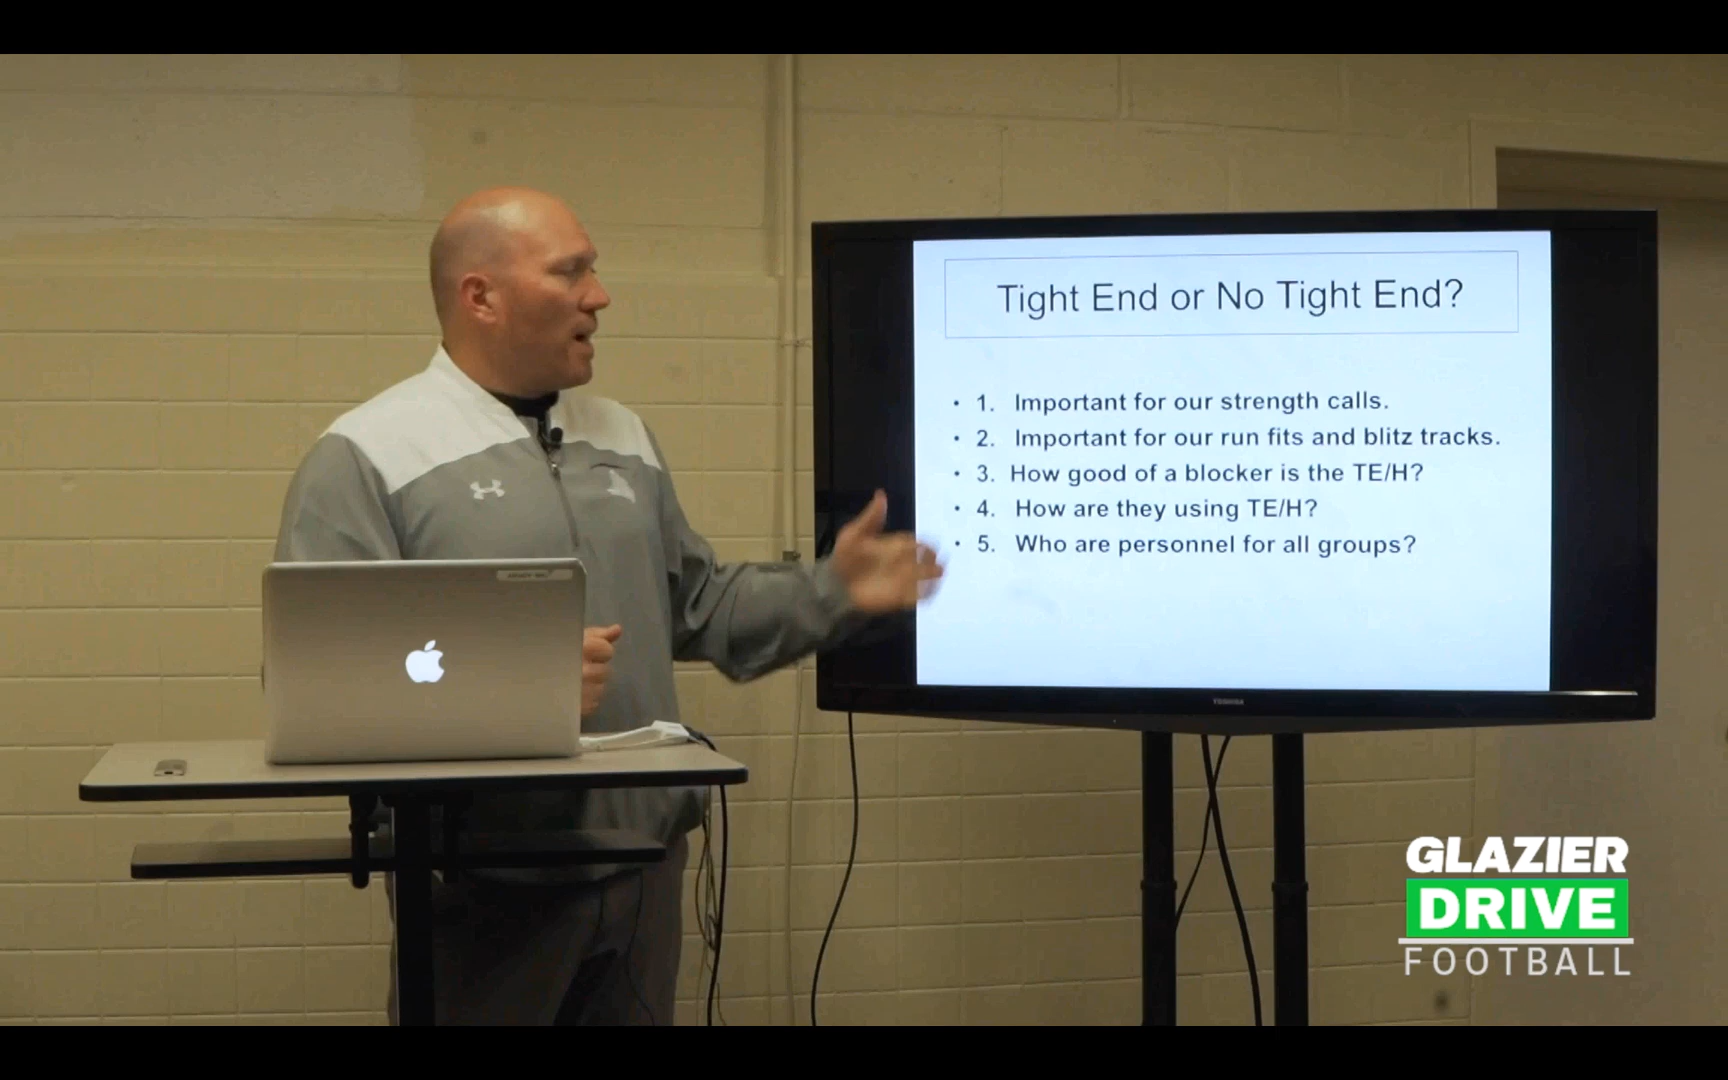 Tight End or No Tight End?
• 1. Important for our strength calls.
• 2. Important for our run fits and blitz tracks.
• 3. How good of a blocker is the TE/H?
• 4. How are they using TE/H?
• 5. Who are personnel for all groups?
TOSHIBA
GLAZIER
DRIVE
FOOTBALL